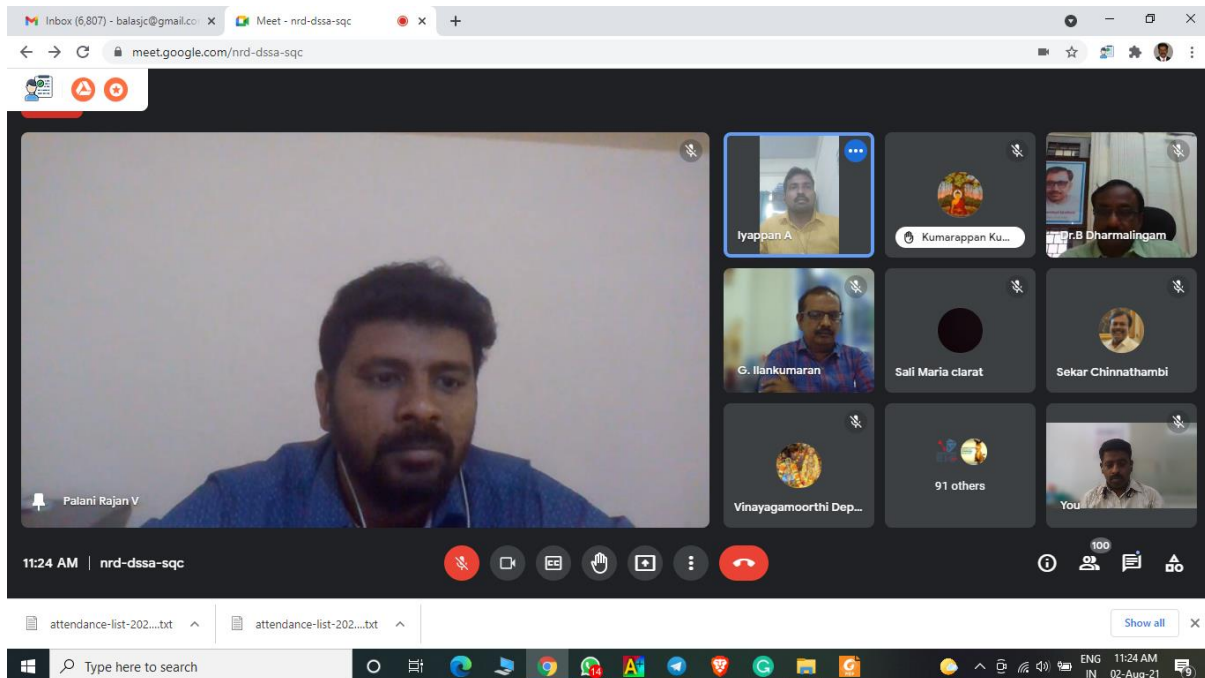 Inbox (6,807) - balasjc@gmail.co
Meet - nrd-dssa-sqc
meet.google.com/nrd-dssa-sqc
Iyappan A
Kumarappan Ku...
Dr.B Dharmalingam
G. Ilankumaran
Sali Maria clarat
Sekar Chinnathambi
Palani Rajan V
Vinayagamoorthi Dep...
91 others
You
11:24 AM | nrd-dssa-sqc
CC
100
attendance-list-202....txt
attendance-list-202....txt
Show all
Type here to search
14
ENG 11:24 AM
IN 02-Aug-21
9